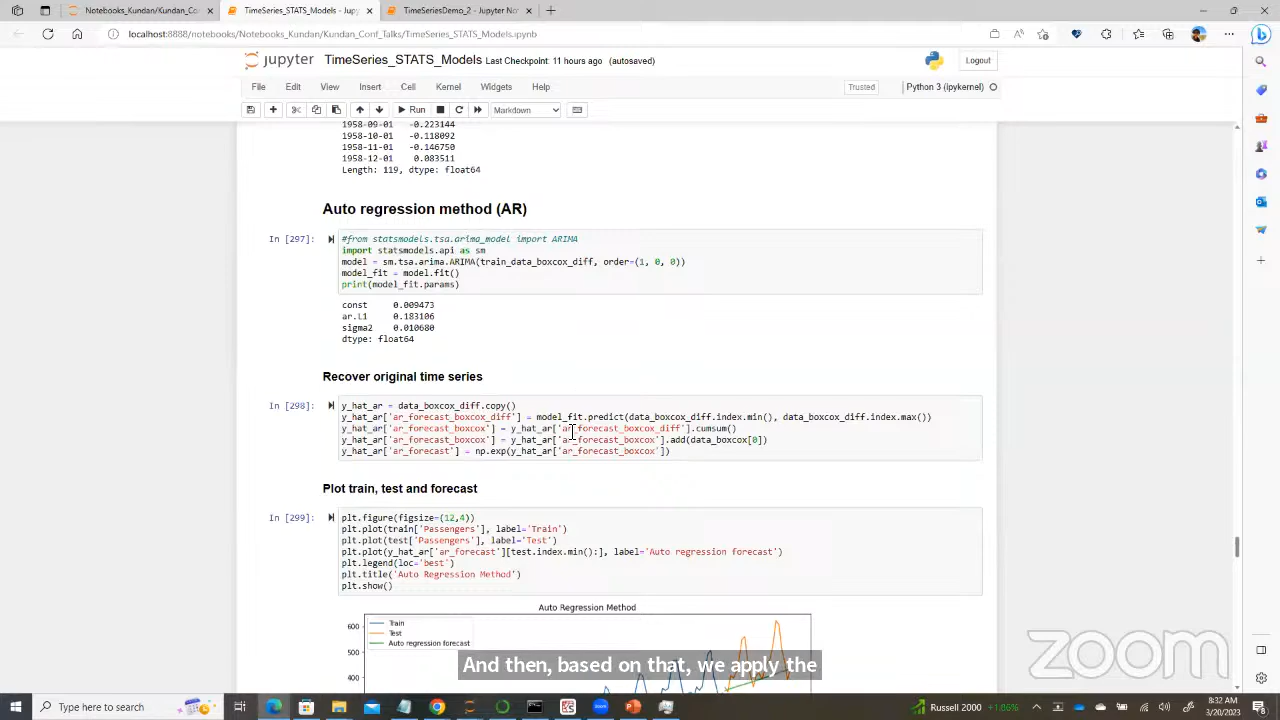 Notebooks_Kundan/Kundan_Conf
TimeSeries_STATS_Models - Jupyte
TimeSeriesDemo_2 - Jupyter Not
localhost:8888/notebooks/Notebooks_Kundan/Kundan_Conf_Talks/TimeSeries_STATS_Models.ipynb
jupyter TimeSeries_STATS_Models Last Checkpoint: 11 hours ago (autosaved)
Logout
File Edit View Insert Cell Kernel Widgets Help
Trusted Python 3 (ipykernel)
Run Markdown
1958-09-01 -0.223144
1958-10-01 -0.118092
1958-11-01 -0.146750
1958-12-01 0.083511
Length: 119, dtype: float64
Auto regression method (AR)
In [297]:
#from statsmodels.tsa.arima_model import ARIMA
import statsmodels.api as sm
model = sm.tsa.arima.ARIMA(train_data_boxcox_diff, order=(1, 0, 0))
model_fit = model.fit()
print(model_fit.params)
const 0.009473
ar.L1 0.183106
sigma2 0.010680
dtype: float64
Recover original time series
In [298]:
y_hat_ar = data_boxcox_diff.copy()
y_hat_ar['ar_forecast_boxcox_diff'] = model_fit.predict(data_boxcox_diff.index.min(), data_boxcox_diff.index.max())
y_hat_ar['ar_forecast_boxcox'] = y_hat_ar['ar_forecast_boxcox_diff'].cumsum()
y_hat_ar['ar_forecast_boxcox'] = y_hat_ar['ar_forecast_boxcox'].add(data_boxcox[0])
y_hat_ar['ar_forecast'] = np.exp(y_hat_ar['ar_forecast_boxcox'])
Plot train, test and forecast
In [299]:
plt.figure(figsize=(12,4))
plt.plot(train['Passengers'], label='Train')
plt.plot(test['Passengers'], label='Test')
plt.plot(y_hat_ar['ar_forecast'][test.index.min():], label='Auto regression forecast')
plt.legend(loc='best')
plt.title('Auto Regression Method')
plt.show()
Auto Regression Method
600
500
400
Train
Test
Auto regression forecast
And then, based on that, we apply the
zoom
Type here to search
Russell 2000 +1.86%
8:32 AM
3/20/2023